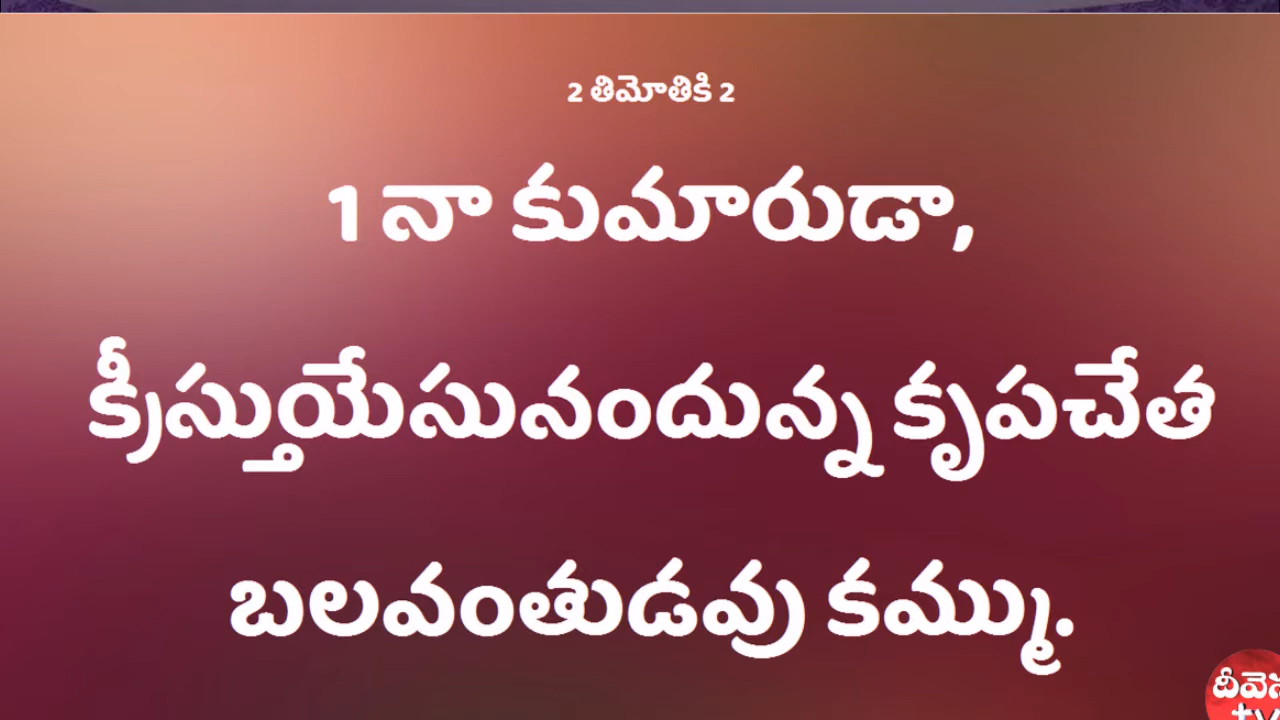 2 తిమోతికి 2
1 నా కుమారుడా,
క్రీస్తుయేసునందున్న కృపచేత
బలవంతుడవు కమ్ము.